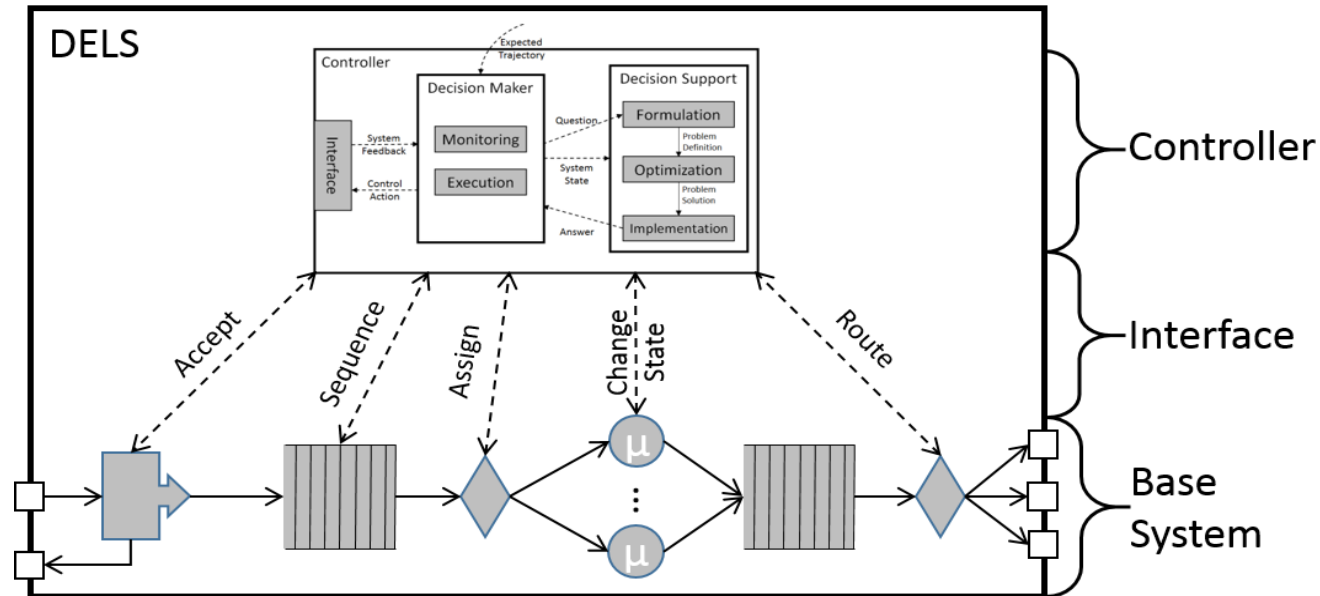 DELS
Expected
Trajectory
Controller
Decision Maker
Decision Support
Interface
System
Feedback
Control
Action
Monitoring
Execution
Question
System
State
Answer
Formulation
Problem
Definition
Optimization
Problem
Solution
Implementation
Controller
Interface
Base
System
Accept
Sequence
Assign
Change
State
Route
μ
...
μ